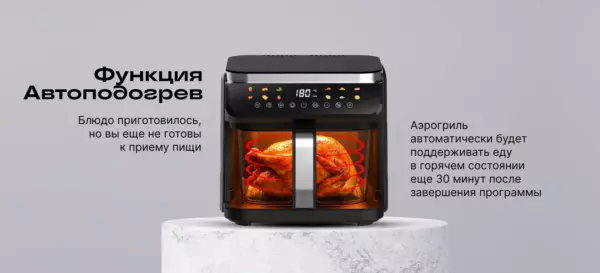 Функция
Автоподогрев
Блюдо приготовилось,
но вы еще не готовы
к приему пищи
180
Аэрогриль
автоматически будет
поддерживать еду
в горячем состоянии
еще 30 минут после
завершения программы